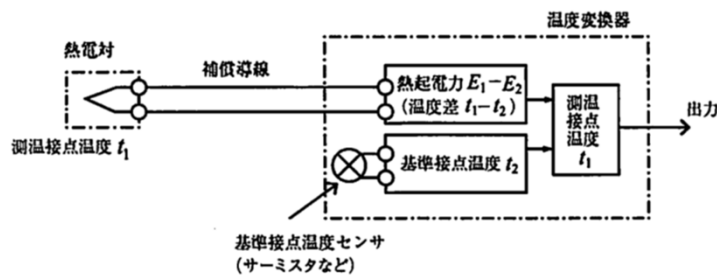 温度変換器
熱電対
補償導線
熱起電力 E₁−E₂
(温度差 t₁−t₂)
測温
接点
温度
t₁
出力
測温接点温度 t₁
基準接点温度 t₂
基準接点温度センサ
(サーミスタなど)